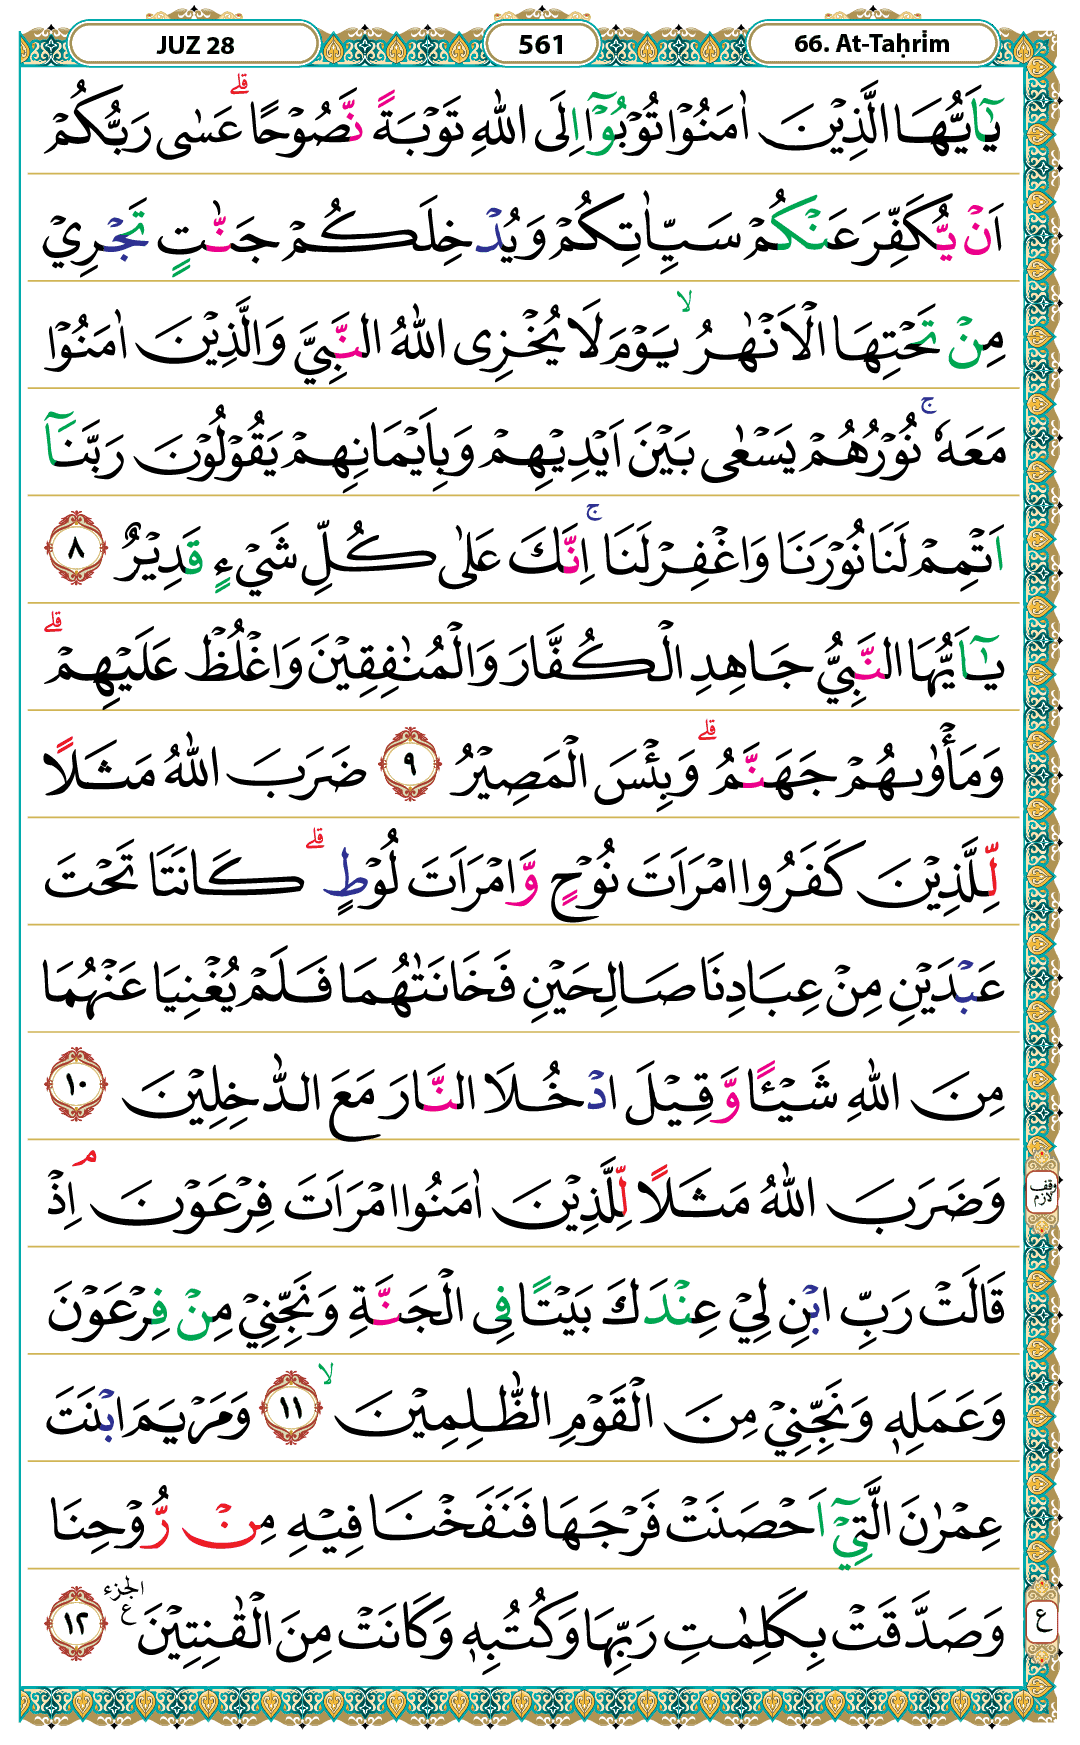 JUZ 28
561
66. At-Taḥrim
يٰٓاَيُّهَا الَّذِيْنَ اٰمَنُوْا تُوْبُوْٓا اِلَى اللّٰهِ تَوْبَةً نَّصُوْحًاۗ عَسٰى رَبُّكُمْ
اَنْ يُّكَفِّرَ عَنْكُمْ سَيِّاٰتِكُمْ وَيُدْخِلَكُمْ جَنّٰتٍ تَجْرِيْ
مِنْ تَحْتِهَا الْاَنْهٰرُۙ يَوْمَ لَا يُخْزِى اللّٰهُ النَّبِيَّ وَالَّذِيْنَ اٰمَنُوْا
مَعَهٗۚ نُوْرُهُمْ يَسْعٰى بَيْنَ اَيْدِيْهِمْ وَبِاَيْمَانِهِمْ يَقُوْلُوْنَ رَبَّنَآ
اَتْمِمْ لَنَا نُوْرَنَا وَاغْفِرْ لَنَاۚ اِنَّكَ عَلٰى كُلِّ شَيْءٍ قَدِيْرٌ ٨
يٰٓاَيُّهَا النَّبِيُّ جَاهِدِ الْكُفَّارَ وَالْمُنٰفِقِيْنَ وَاغْلُظْ عَلَيْهِمْۗ
وَمَأْوٰىهُمْ جَهَنَّمُۗ وَبِئْسَ الْمَصِيْرُ ٩ ضَرَبَ اللّٰهُ مَثَلًا
لِّلَّذِيْنَ كَفَرُوا امْرَاَتَ نُوْحٍ وَّامْرَاَتَ لُوْطٍۗ كَانَتَا تَحْتَ
عَبْدَيْنِ مِنْ عِبَادِنَا صَالِحَيْنِ فَخَانَتٰهُمَا فَلَمْ يُغْنِيَا عَنْهُمَا
مِنَ اللّٰهِ شَيْـًٔا وَّقِيْلَ ادْخُلَا النَّارَ مَعَ الدّٰخِلِيْنَ ١٠
وَضَرَبَ اللّٰهُ مَثَلًا لِّلَّذِيْنَ اٰمَنُوا امْرَاَتَ فِرْعَوْنَۘ اِذْ
وقف لازم
قَالَتْ رَبِّ ابْنِ لِيْ عِنْدَكَ بَيْتًا فِى الْجَنَّةِ وَنَجِّنِيْ مِنْ فِرْعَوْنَ
وَعَمَلِهٖ وَنَجِّنِيْ مِنَ الْقَوْمِ الظّٰلِمِيْنَۙ ١١ وَمَرْيَمَ ابْنَتَ
عِمْرٰنَ الَّتِيْٓ اَحْصَنَتْ فَرْجَهَا فَنَفَخْنَا فِيْهِ مِنْ رُّوْحِنَا
وَصَدَّقَتْ بِكَلِمٰتِ رَبِّهَا وَكُتُبِهٖ وَكَانَتْ مِنَ الْقٰنِتِيْنَ الجزء ع ١٢
ع